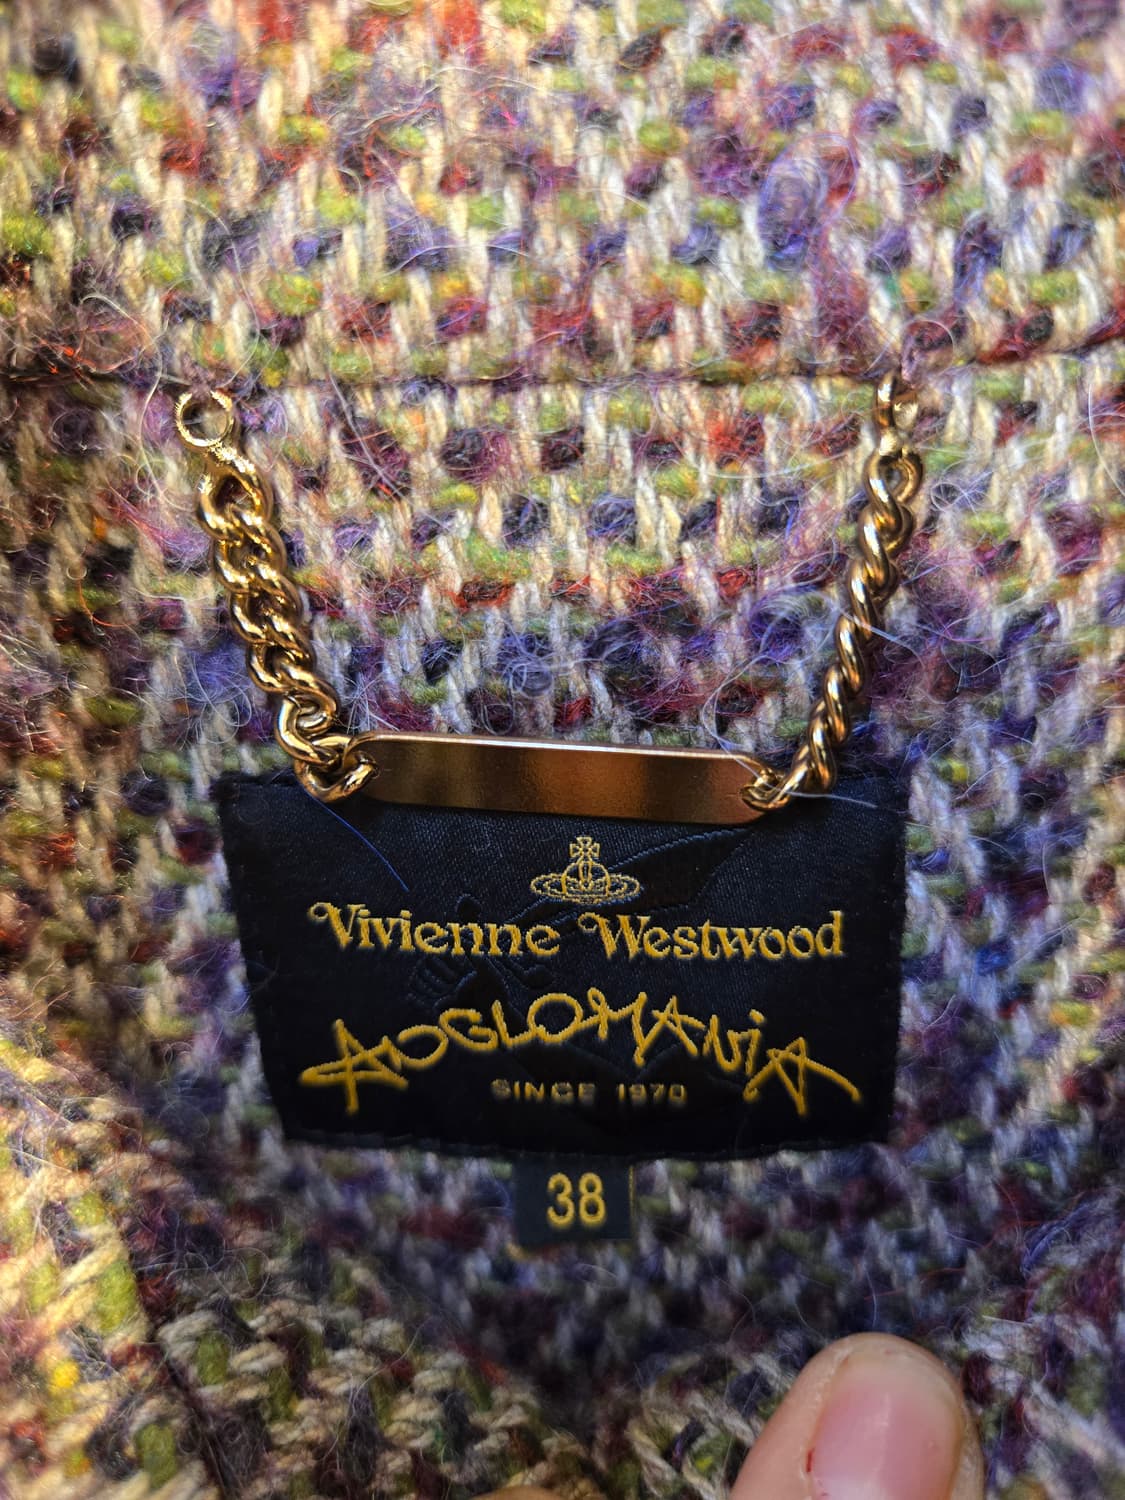 Vivienne Westwood
ANGLOMANiA
SINCE 1970
38